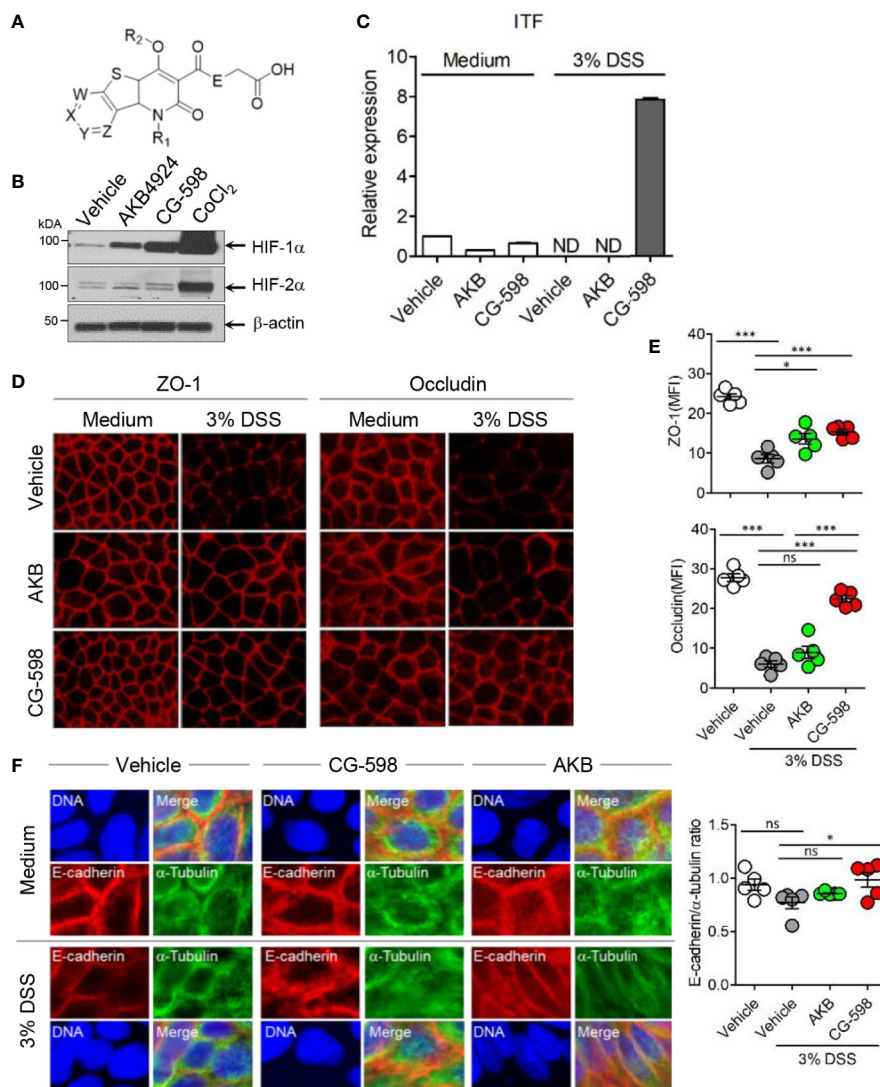 A
R₂
O
O
S
E
OH
O
W
X
Y=Z
N
O
R₁
B
Vehicle
AKB4924
CG-598
CoCl₂
kDA
100
HIF-1α
100
HIF-2α
50
β-actin
C
ITF
Medium
3% DSS
Relative expression
10
8
6
4
2
0
ND
ND
Vehicle
AKB
CG-598
Vehicle
AKB
CG-598
D
ZO-1
Occludin
Medium
3% DSS
Medium
3% DSS
Vehicle
AKB
CG-598
E
ZO-1(MFI)
40
30
20
10
0
***
***
*
Occludin(MFI)
40
30
20
10
0
***
***
***
ns
Vehicle
Vehicle
AKB
CG-598
3% DSS
F
Vehicle
CG-598
AKB
Medium
DNA
Merge
DNA
Merge
DNA
Merge
E-cadherin
α-Tubulin
E-cadherin
α-Tubulin
E-cadherin
α-Tubulin
3% DSS
E-cadherin
α-Tubulin
E-cadherin
α-Tubulin
E-cadherin
α-Tubulin
DNA
Merge
DNA
Merge
DNA
Merge
E-cadherin/α-tubulin ratio
1.5
1.0
0.5
0.0
ns
*
ns
Vehicle
Vehicle
AKB
CG-598
3% DSS